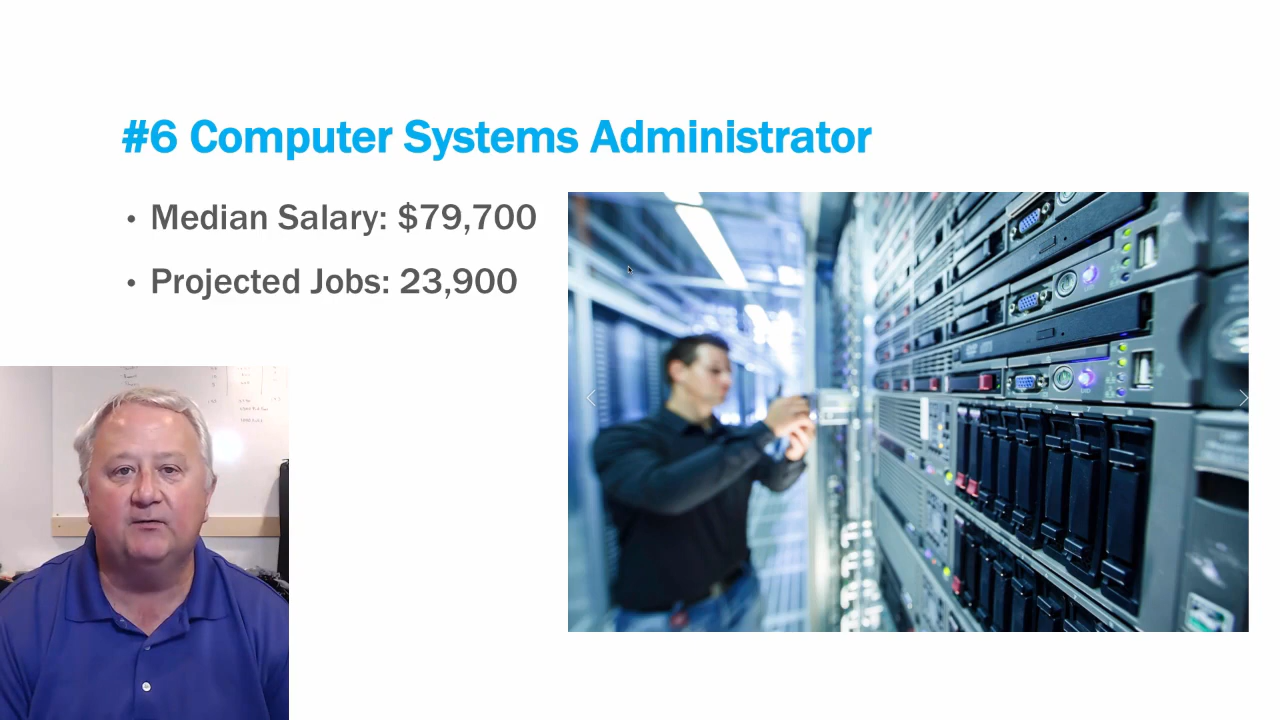 #6 Computer Systems Administrator
• Median Salary: $79,700
• Projected Jobs: 23,900